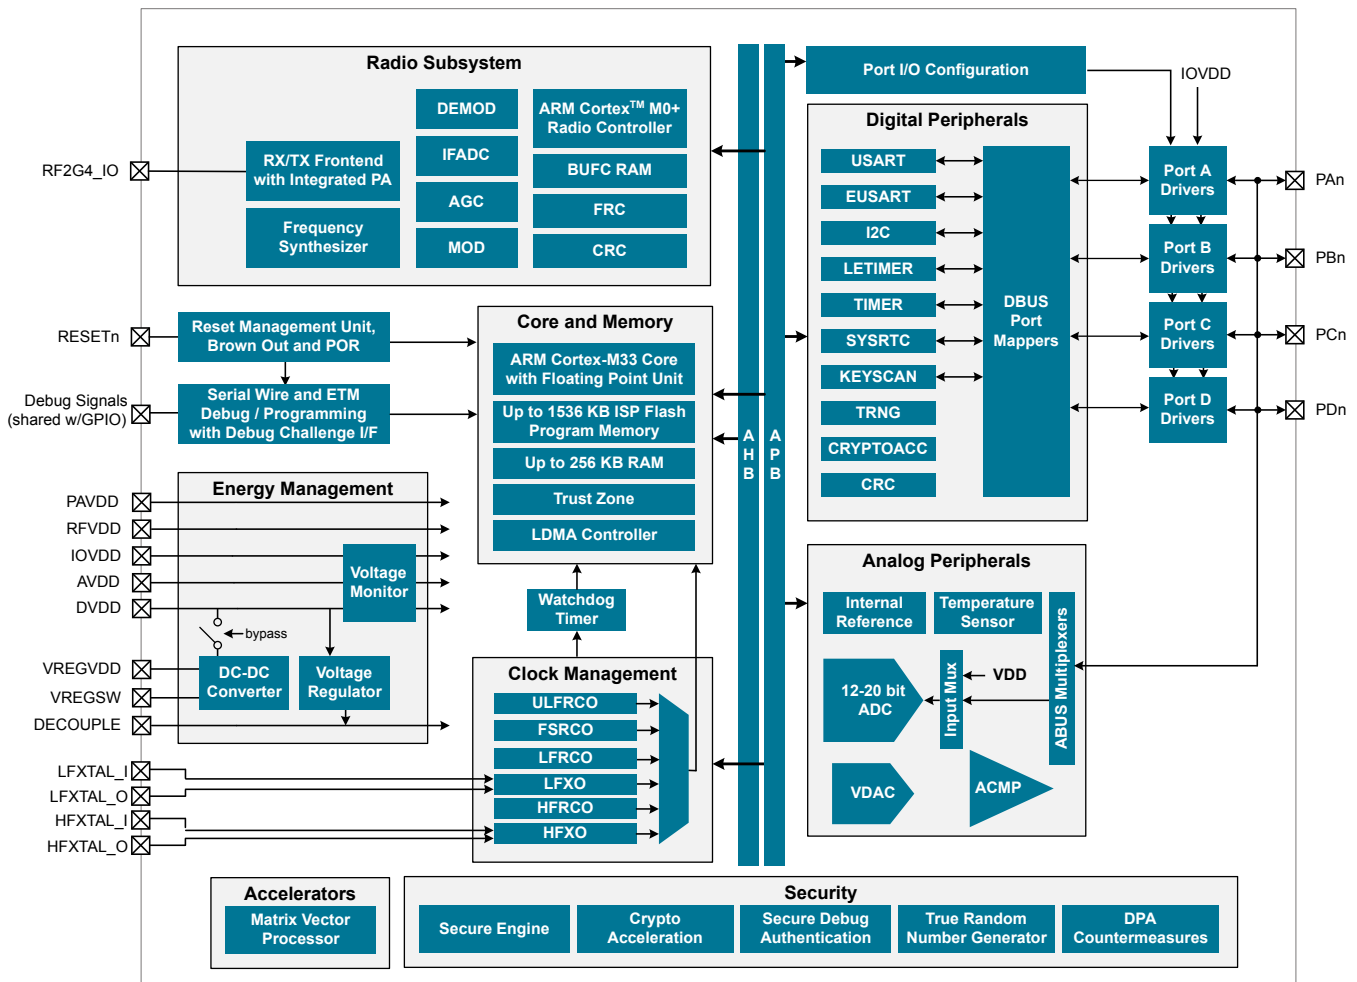 Radio Subsystem
DEMOD
IFADC
AGC
MOD
ARM Cortex™ M0+
Radio Controller
BUFC RAM
FRC
CRC
RX/TX Frontend
with Integrated PA
Frequency
Synthesizer
RF2G4_IO
RESETn
Reset Management Unit,
Brown Out and POR
Debug Signals
(shared w/GPIO)
Serial Wire and ETM
Debug / Programming
with Debug Challenge I/F
Core and Memory
ARM Cortex-M33 Core
with Floating Point Unit
Up to 1536 KB ISP Flash
Program Memory
Up to 256 KB RAM
Trust Zone
LDMA Controller
Energy Management
PAVDD
RFVDD
IOVDD
AVDD
DVDD
Voltage
Monitor
bypass
VREGVDD
VREGSW
DECOUPLE
DC-DC
Converter
Voltage
Regulator
Watchdog
Timer
Clock Management
ULFRCO
FSRCO
LFRCO
LFXO
HFRCO
HFXO
LFXTAL_I
LFXTAL_O
HFXTAL_I
HFXTAL_O
AHB
APB
Port I/O Configuration
IOVDD
Digital Peripherals
USART
EUSART
I2C
LETIMER
TIMER
SYSRTC
KEYSCAN
TRNG
CRYPTOACC
CRC
DBUS
Port
Mappers
Port A
Drivers
Port B
Drivers
Port C
Drivers
Port D
Drivers
PAn
PBn
PCn
PDn
Analog Peripherals
Internal
Reference
Temperature
Sensor
12-20 bit
ADC
Input Mux
VDD
ABUS Multiplexers
VDAC
ACMP
Accelerators
Matrix Vector
Processor
Security
Secure Engine
Crypto
Acceleration
Secure Debug
Authentication
True Random
Number Generator
DPA
Countermeasures